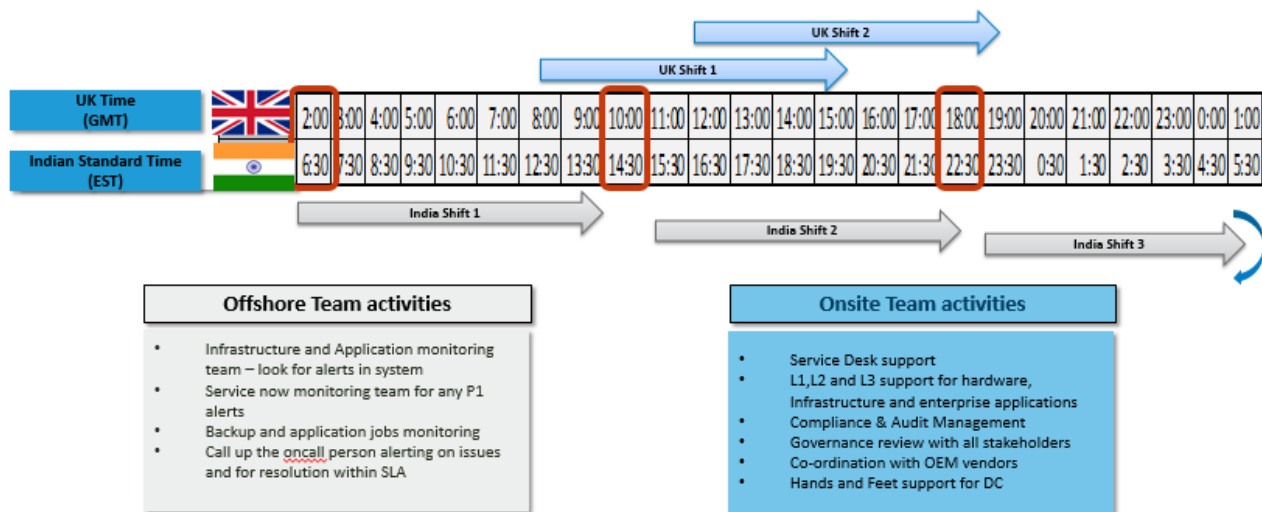 UK Shift 2
UK Shift 1
UK Time
(GMT)
2:00 3:00 4:00 5:00 6:00 7:00 8:00 9:00 10:00 11:00 12:00 13:00 14:00 15:00 16:00 17:00 18:00 19:00 20:00 21:00 22:00 23:00 0:00 1:00
Indian Standard Time
(EST)
6:30 7:30 8:30 9:30 10:30 11:30 12:30 13:30 14:30 15:30 16:30 17:30 18:30 19:30 20:30 21:30 22:30 23:30 0:30 1:30 2:30 3:30 4:30 5:30
India Shift 1
India Shift 2
India Shift 3
Offshore Team activities
• Infrastructure and Application monitoring
team – look for alerts in system
• Service now monitoring team for any P1
alerts
• Backup and application jobs monitoring
• Call up the oncall person alerting on issues
and for resolution within SLA
Onsite Team activities
• Service Desk support
• L1,L2 and L3 support for hardware,
Infrastructure and enterprise applications
• Compliance & Audit Management
• Governance review with all stakeholders
• Co-ordination with OEM vendors
• Hands and Feet support for DC